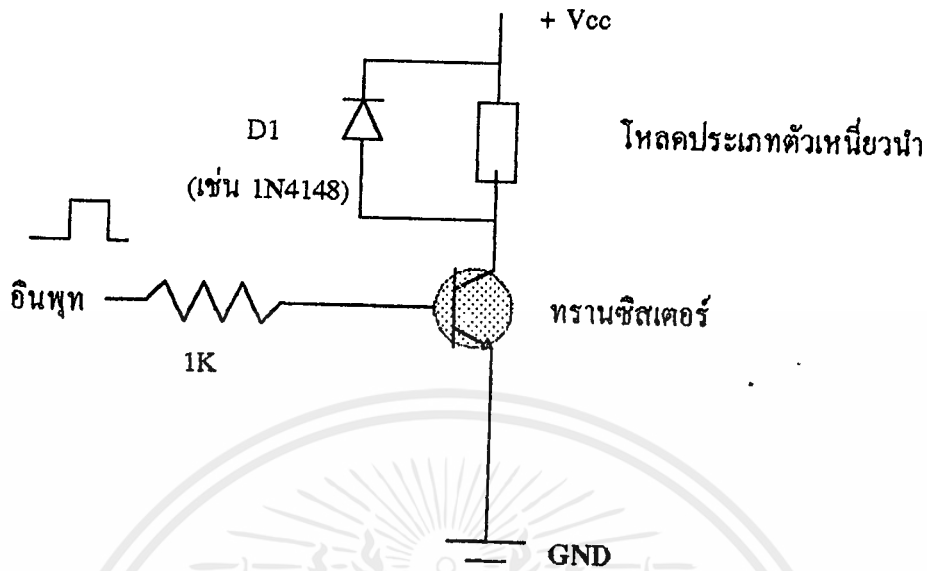 + Vcc
D1
โหลดประเภทตัวเหนี่ยวนำ
(เช่น 1N4148)
อินพุท
ทรานซิสเตอร์
1K
GND